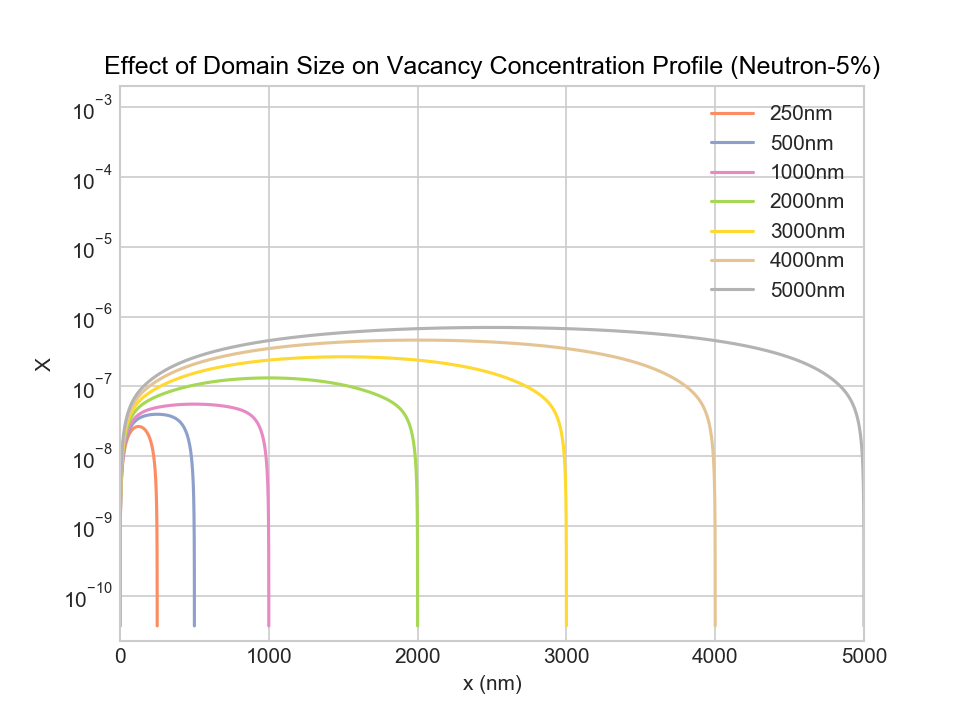 Effect of Domain Size on Vacancy Concentration Profile (Neutron-5%)
10⁻³
10⁻⁴
10⁻⁵
10⁻⁶
10⁻⁷
10⁻⁸
10⁻⁹
10⁻¹⁰
X
250nm
500nm
1000nm
2000nm
3000nm
4000nm
5000nm
0 1000 2000 3000 4000 5000
x (nm)